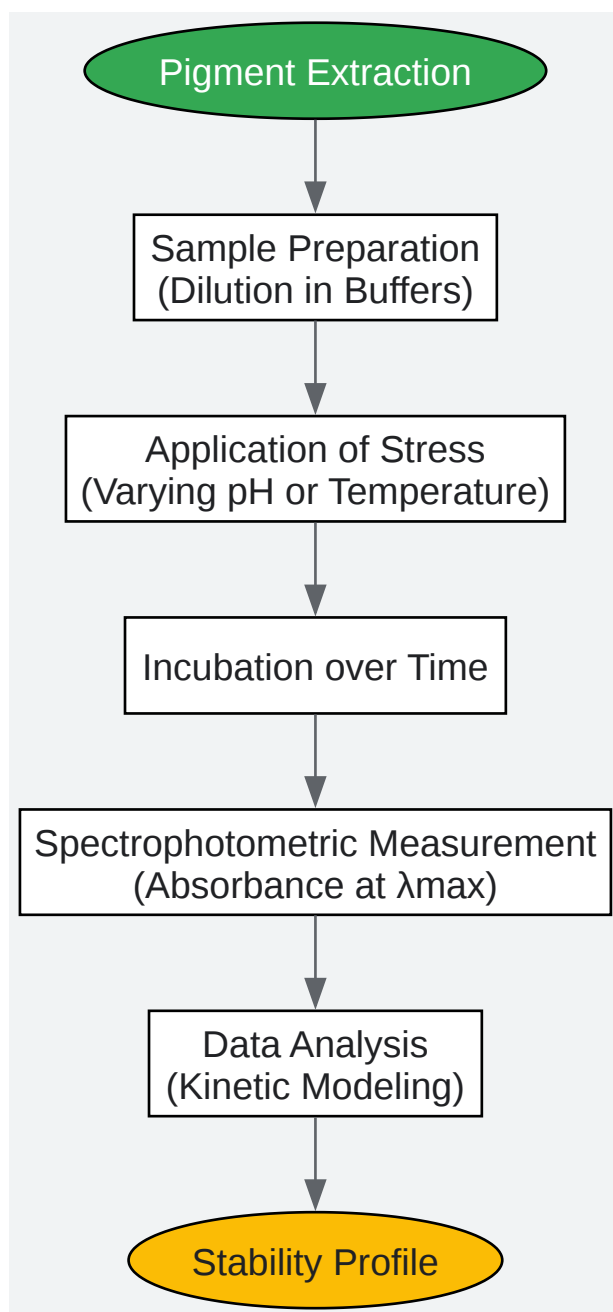 Pigment Extraction
Sample Preparation
(Dilution in Buffers)
Application of Stress
(Varying pH or Temperature)
Incubation over Time
Spectrophotometric Measurement
(Absorbance at λmax)
Data Analysis
(Kinetic Modeling)
Stability Profile